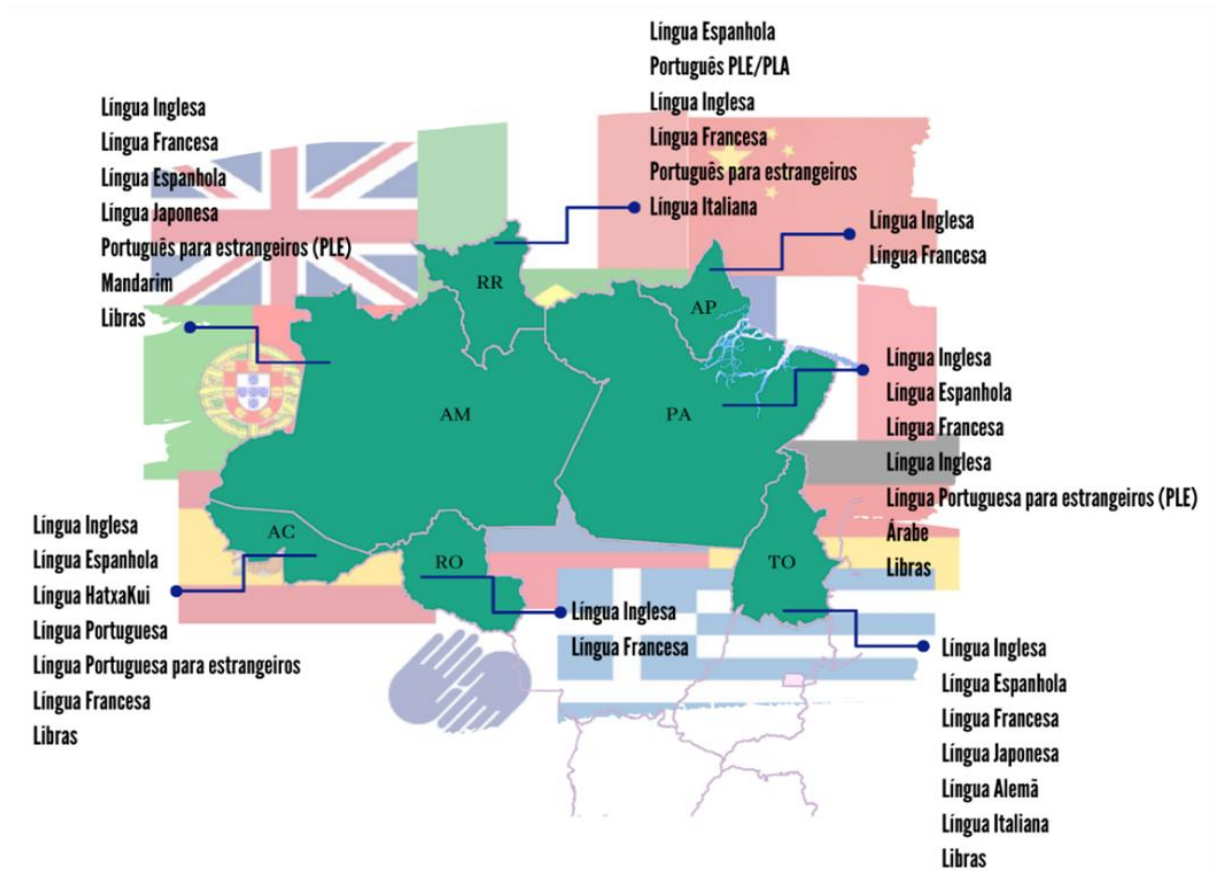 Língua Espanhola
Português PLE/PLA
Língua Inglesa
Língua Francesa
Português para estrangeiros
Língua Italiana
Língua Inglesa
Língua Francesa
Língua Espanhola
Língua Japonesa
Português para estrangeiros (PLE)
Mandarim
Libras
Língua Inglesa
Língua Francesa
RR
AP
AM
PA
AC
RO
TO
Língua Inglesa
Língua Espanhola
Língua Francesa
Língua Inglesa
Língua Portuguesa para estrangeiros (PLE)
Árabe
Libras
Língua Inglesa
Língua Espanhola
Língua HatxaKui
Língua Portuguesa
Língua Portuguesa para estrangeiros
Língua Francesa
Libras
Língua Inglesa
Língua Francesa
Língua Inglesa
Língua Espanhola
Língua Francesa
Língua Japonesa
Língua Alemã
Língua Italiana
Libras